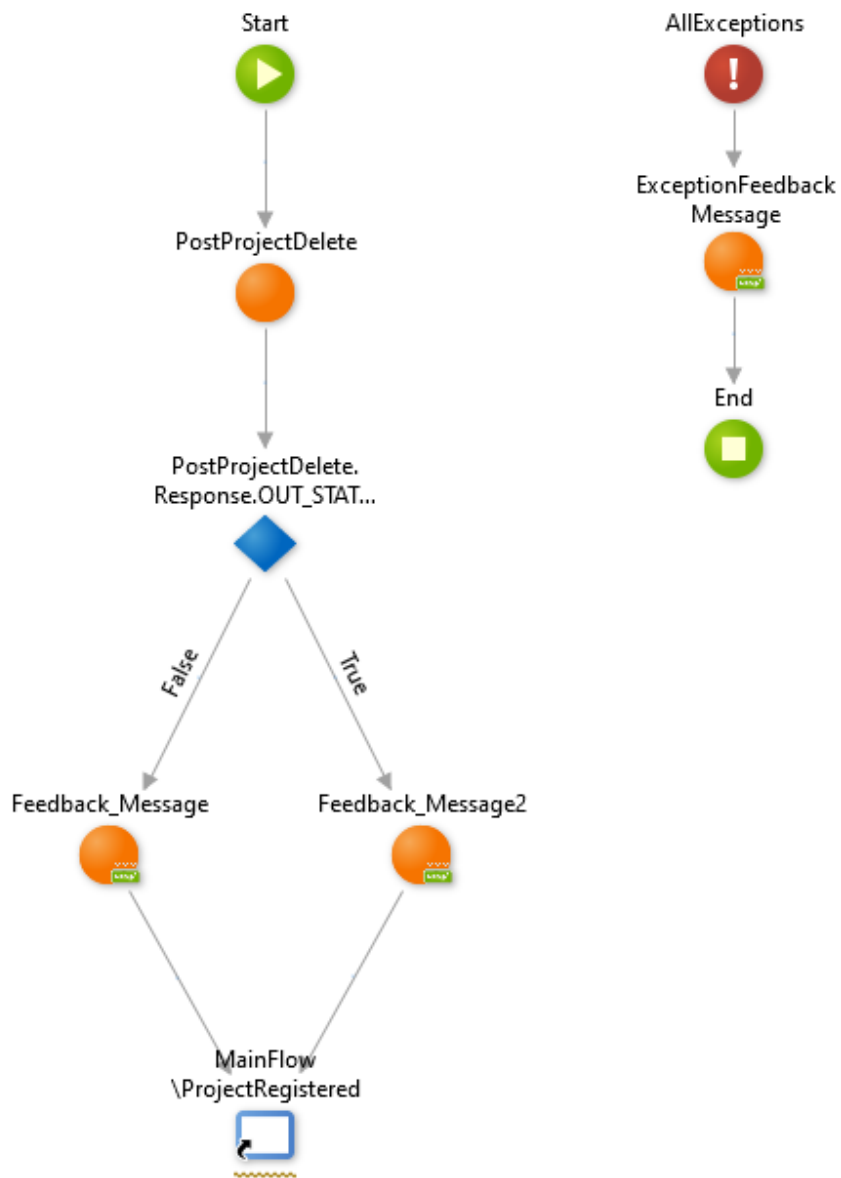 Start
AllExceptions
ExceptionFeedback
Message
PostProjectDelete
End
PostProjectDelete.
Response.OUT_STAT...
False
True
Feedback_Message
Feedback_Message2
MainFlow
\ProjectRegistered